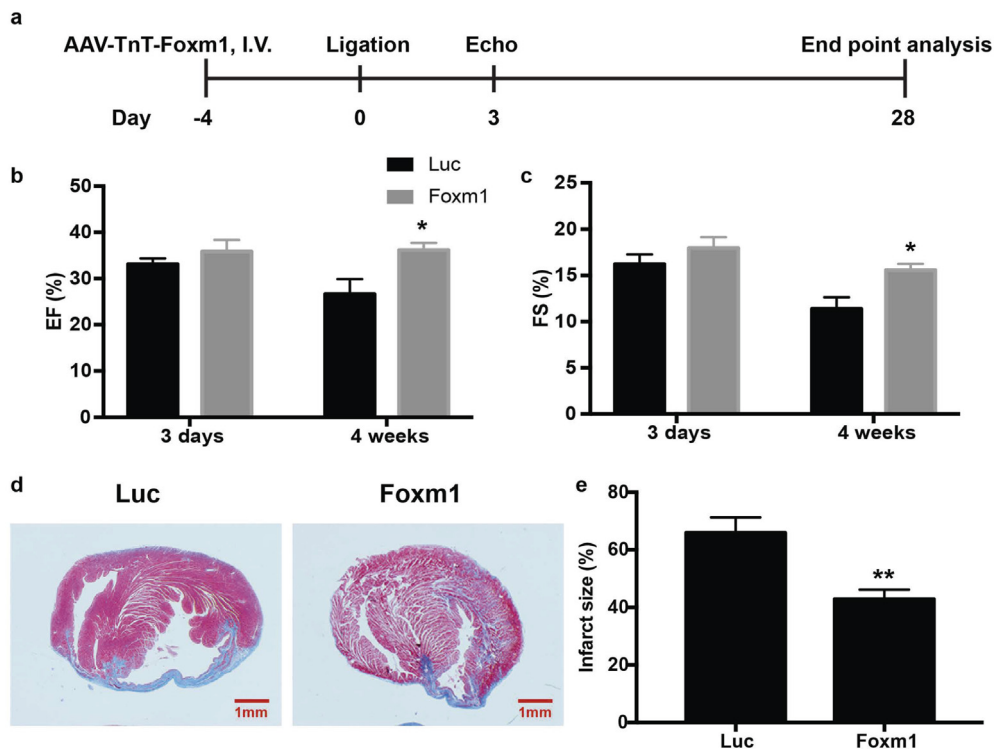 a
AAV-TnT-Foxm1, I.V. Ligation Echo End point analysis
Day -4 0 3 28
b
Luc
Foxm1
EF (%)
50
40
30
20
10
0
*
3 days 4 weeks
c
FS (%)
25
20
15
10
5
0
*
3 days 4 weeks
d
Luc Foxm1
1mm 1mm
e
Infarct size (%)
80
60
40
20
0
**
Luc Foxm1